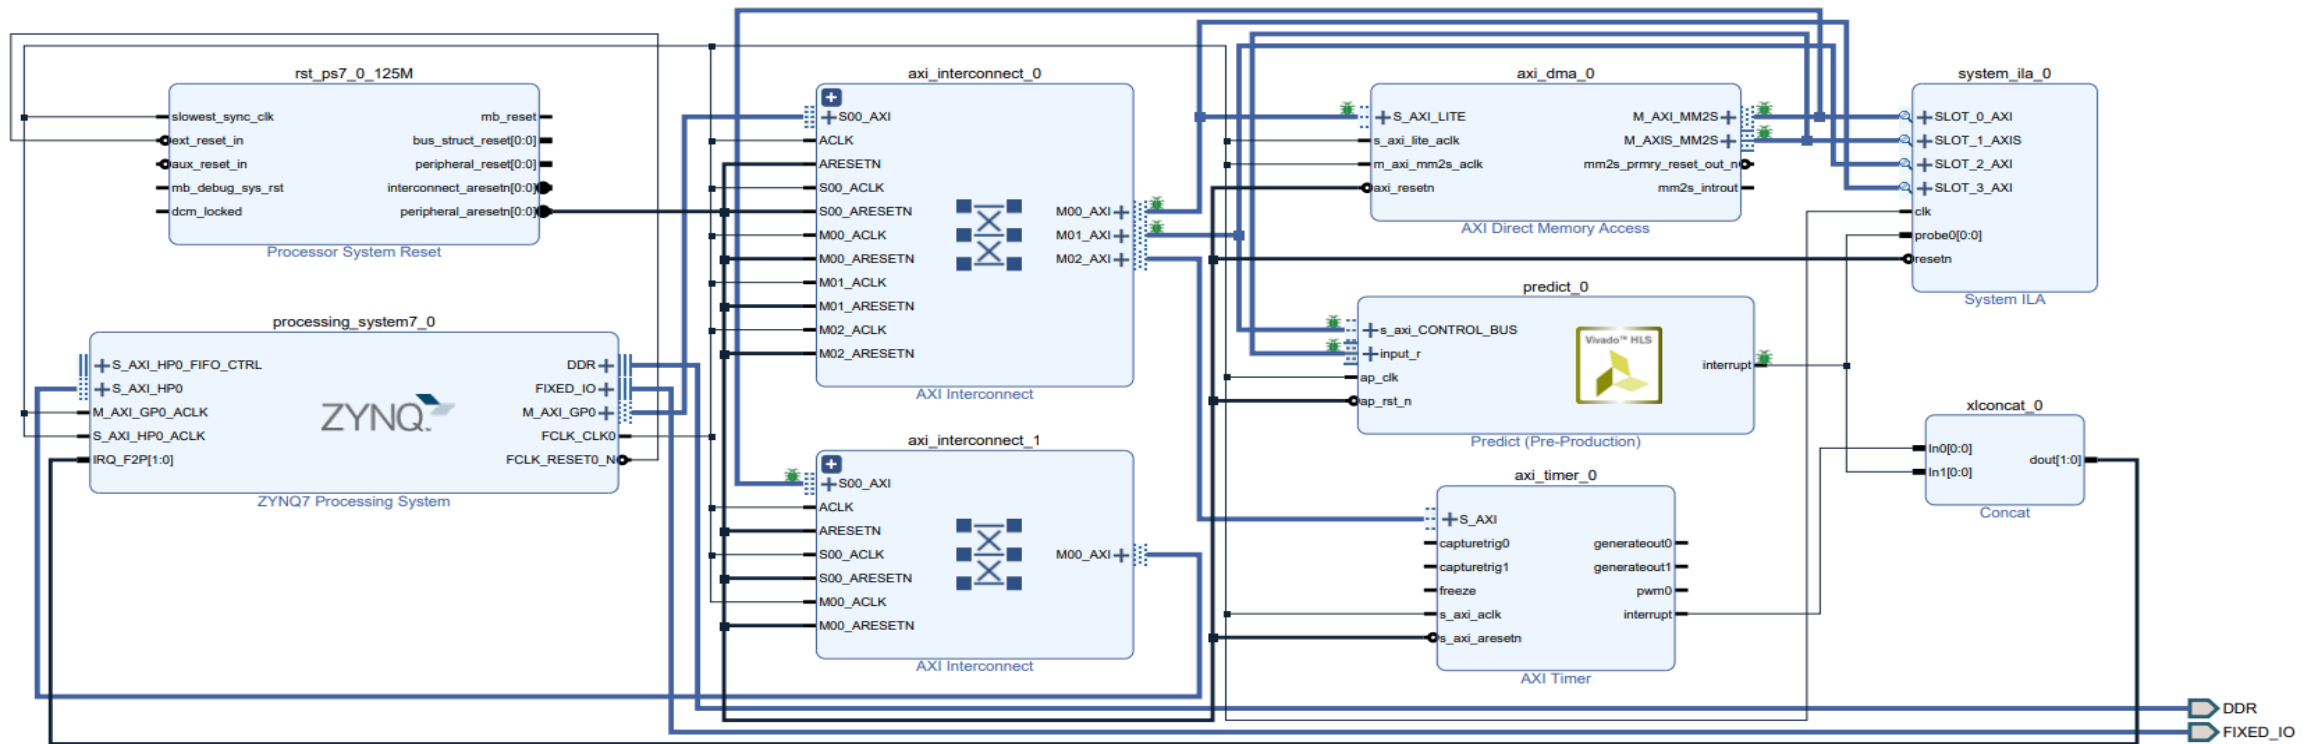 rst_ps7_0_125M
slowest_sync_clk
ext_reset_in
aux_reset_in
mb_debug_sys_rst
dcm_locked
mb_reset
bus_struct_reset[0:0]
peripheral_reset[0:0]
interconnect_aresetn[0:0]
peripheral_aresetn[0:0]
Processor System Reset
processing_system7_0
S_AXI_HP0_FIFO_CTRL
S_AXI_HP0
M_AXI_GP0_ACLK
S_AXI_HP0_ACLK
IRQ_F2P[1:0]
ZYNQ
DDR
FIXED_IO
M_AXI_GP0
FCLK_CLK0
FCLK_RESET0_N
ZYNQ7 Processing System
axi_interconnect_0
S00_AXI
ACLK
ARESETN
S00_ACLK
S00_ARESETN
M00_ACLK
M00_ARESETN
M01_ACLK
M01_ARESETN
M02_ACLK
M02_ARESETN
M00_AXI
M01_AXI
M02_AXI
AXI Interconnect
axi_interconnect_1
S00_AXI
ACLK
ARESETN
S00_ACLK
S00_ARESETN
M00_ACLK
M00_ARESETN
M00_AXI
AXI Interconnect
axi_dma_0
S_AXI_LITE
s_axi_lite_aclk
m_axi_mm2s_aclk
axi_resetn
M_AXI_MM2S
M_AXIS_MM2S
mm2s_prmry_reset_out_n
mm2s_introut
AXI Direct Memory Access
predict_0
s_axi_CONTROL_BUS
input_r
ap_clk
ap_rst_n
Vivado™ HLS
interrupt
Predict (Pre-Production)
axi_timer_0
S_AXI
capturetrig0
capturetrig1
freeze
s_axi_aclk
s_axi_aresetn
generateout0
generateout1
pwm0
interrupt
AXI Timer
system_ila_0
SLOT_0_AXI
SLOT_1_AXIS
SLOT_2_AXI
SLOT_3_AXI
clk
probe0[0:0]
resetn
System ILA
xlconcat_0
In0[0:0]
In1[0:0]
dout[1:0]
Concat
DDR
FIXED_IO